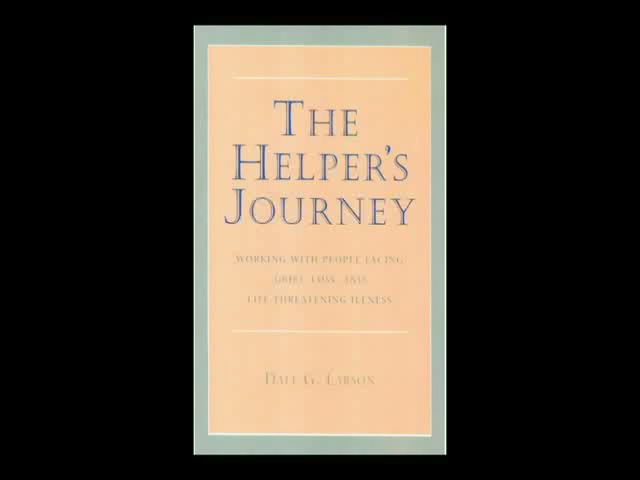 THE
HELPER'S
JOURNEY
WORKING WITH PEOPLE FACING
GRIEF, LOSS, AND
LIFE-THREATENING ILLNESS
DALE G. LARSON